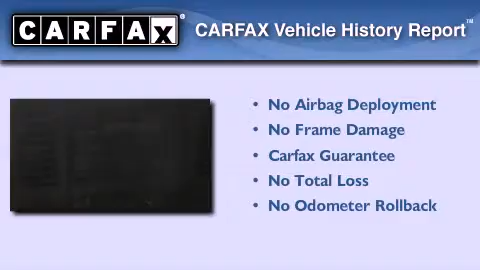 CARFAX® CARFAX Vehicle History Report™
• No Airbag Deployment
• No Frame Damage
• Carfax Guarantee
• No Total Loss
• No Odometer Rollback